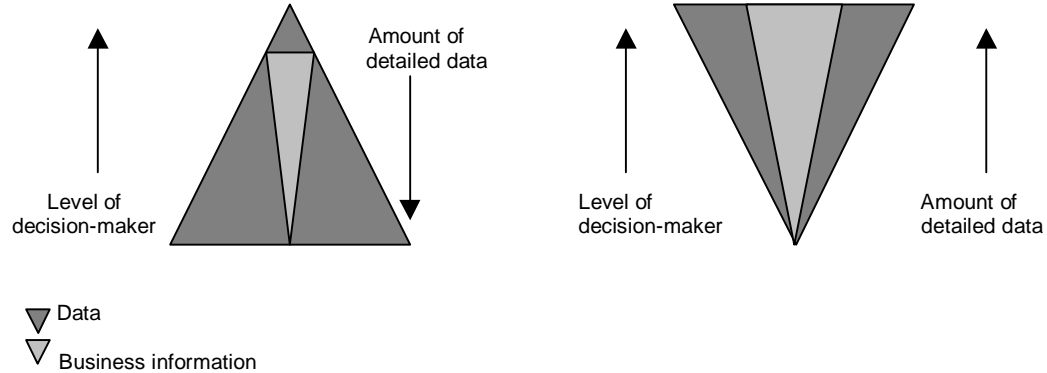 Amount of
detailed data
Level of
decision-maker
Level of
decision-maker
Amount of
detailed data
Data
Business information